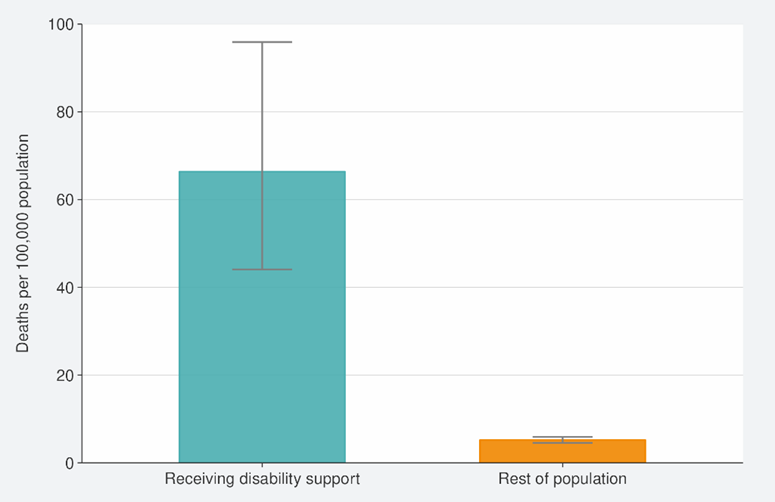 Deaths per 100,000 population
100
80
60
40
20
0
Receiving disability support
Rest of population